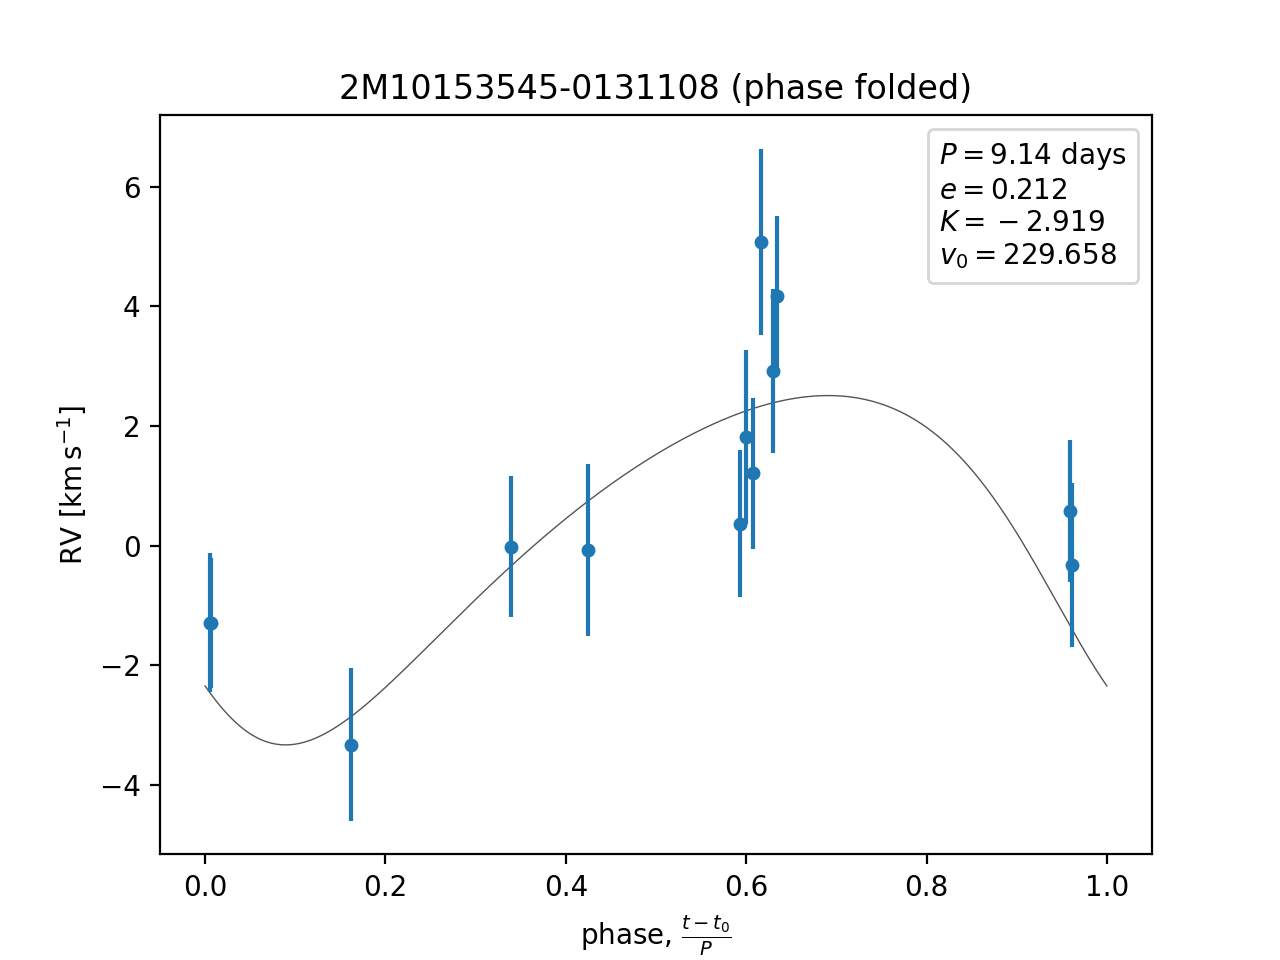 2M10153545-0131108 (phase folded)
P = 9.14 days
e = 0.212
K = −2.919
v₀ = 229.658
RV [km s⁻¹]
6
4
2
0
−2
−4
0.0 0.2 0.4 0.6 0.8 1.0
phase, (t − t₀)/P